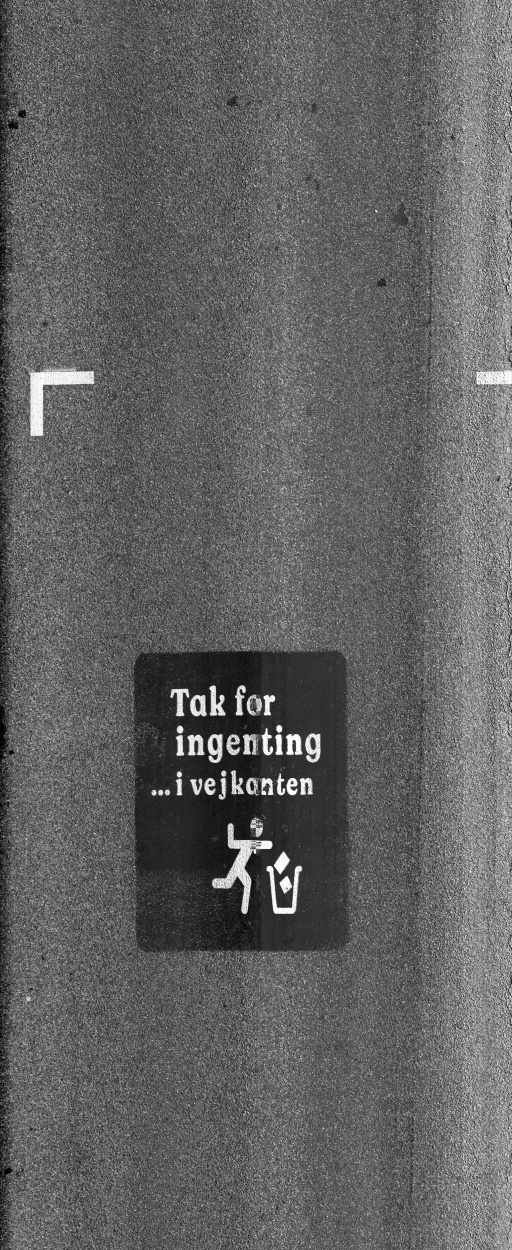 Tak for
ingenting
... i vejkanten